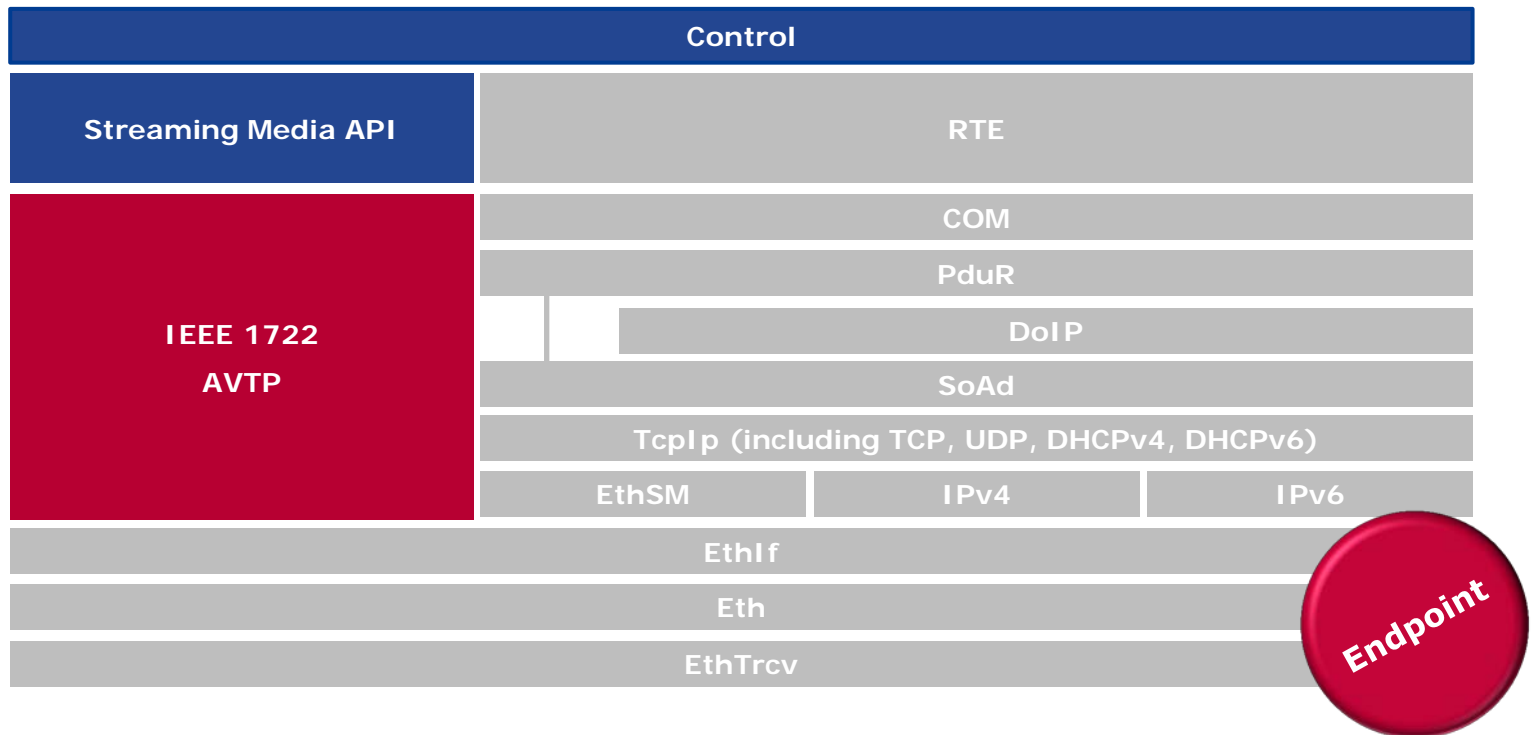 Control
Streaming Media API
RTE
COM
PduR
IEEE 1722
AVTP
DoIP
SoAd
TcpIp (including TCP, UDP, DHCPv4, DHCPv6)
EthSM
IPv4
IPv6
EthIf
Eth
Endpoint
EthTrcv